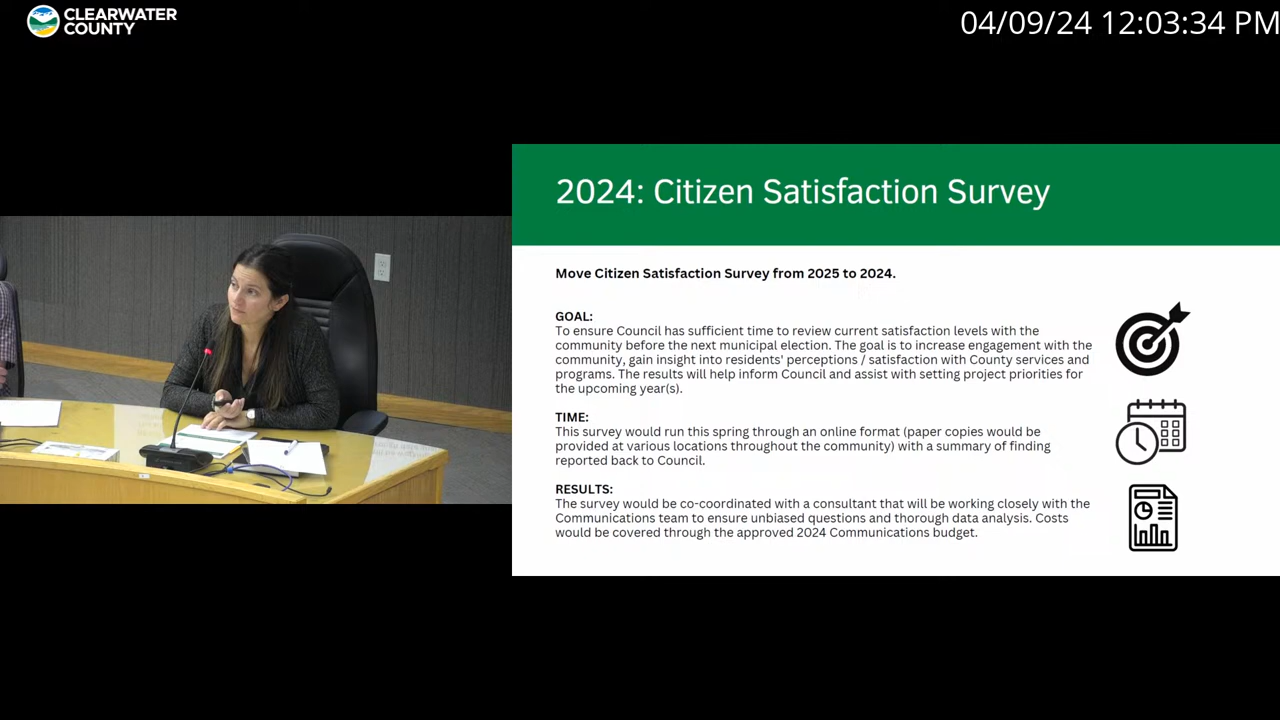 CLEARWATER
COUNTY
04/09/24 12:03:34 PM
2024: Citizen Satisfaction Survey
Move Citizen Satisfaction Survey from 2025 to 2024.
GOAL:
To ensure Council has sufficient time to review current satisfaction levels with the
community before the next municipal election. The goal is to increase engagement with the
community, gain insight into residents' perceptions / satisfaction with County services and
programs. The results will help inform Council and assist with setting project priorities for
the upcoming year(s).
TIME:
This survey would run this spring through an online format (paper copies would be
provided at various locations throughout the community) with a summary of finding
reported back to Council.
RESULTS:
The survey would be co-coordinated with a consultant that will be working closely with the
Communications team to ensure unbiased questions and thorough data analysis. Costs
would be covered through the approved 2024 Communications budget.